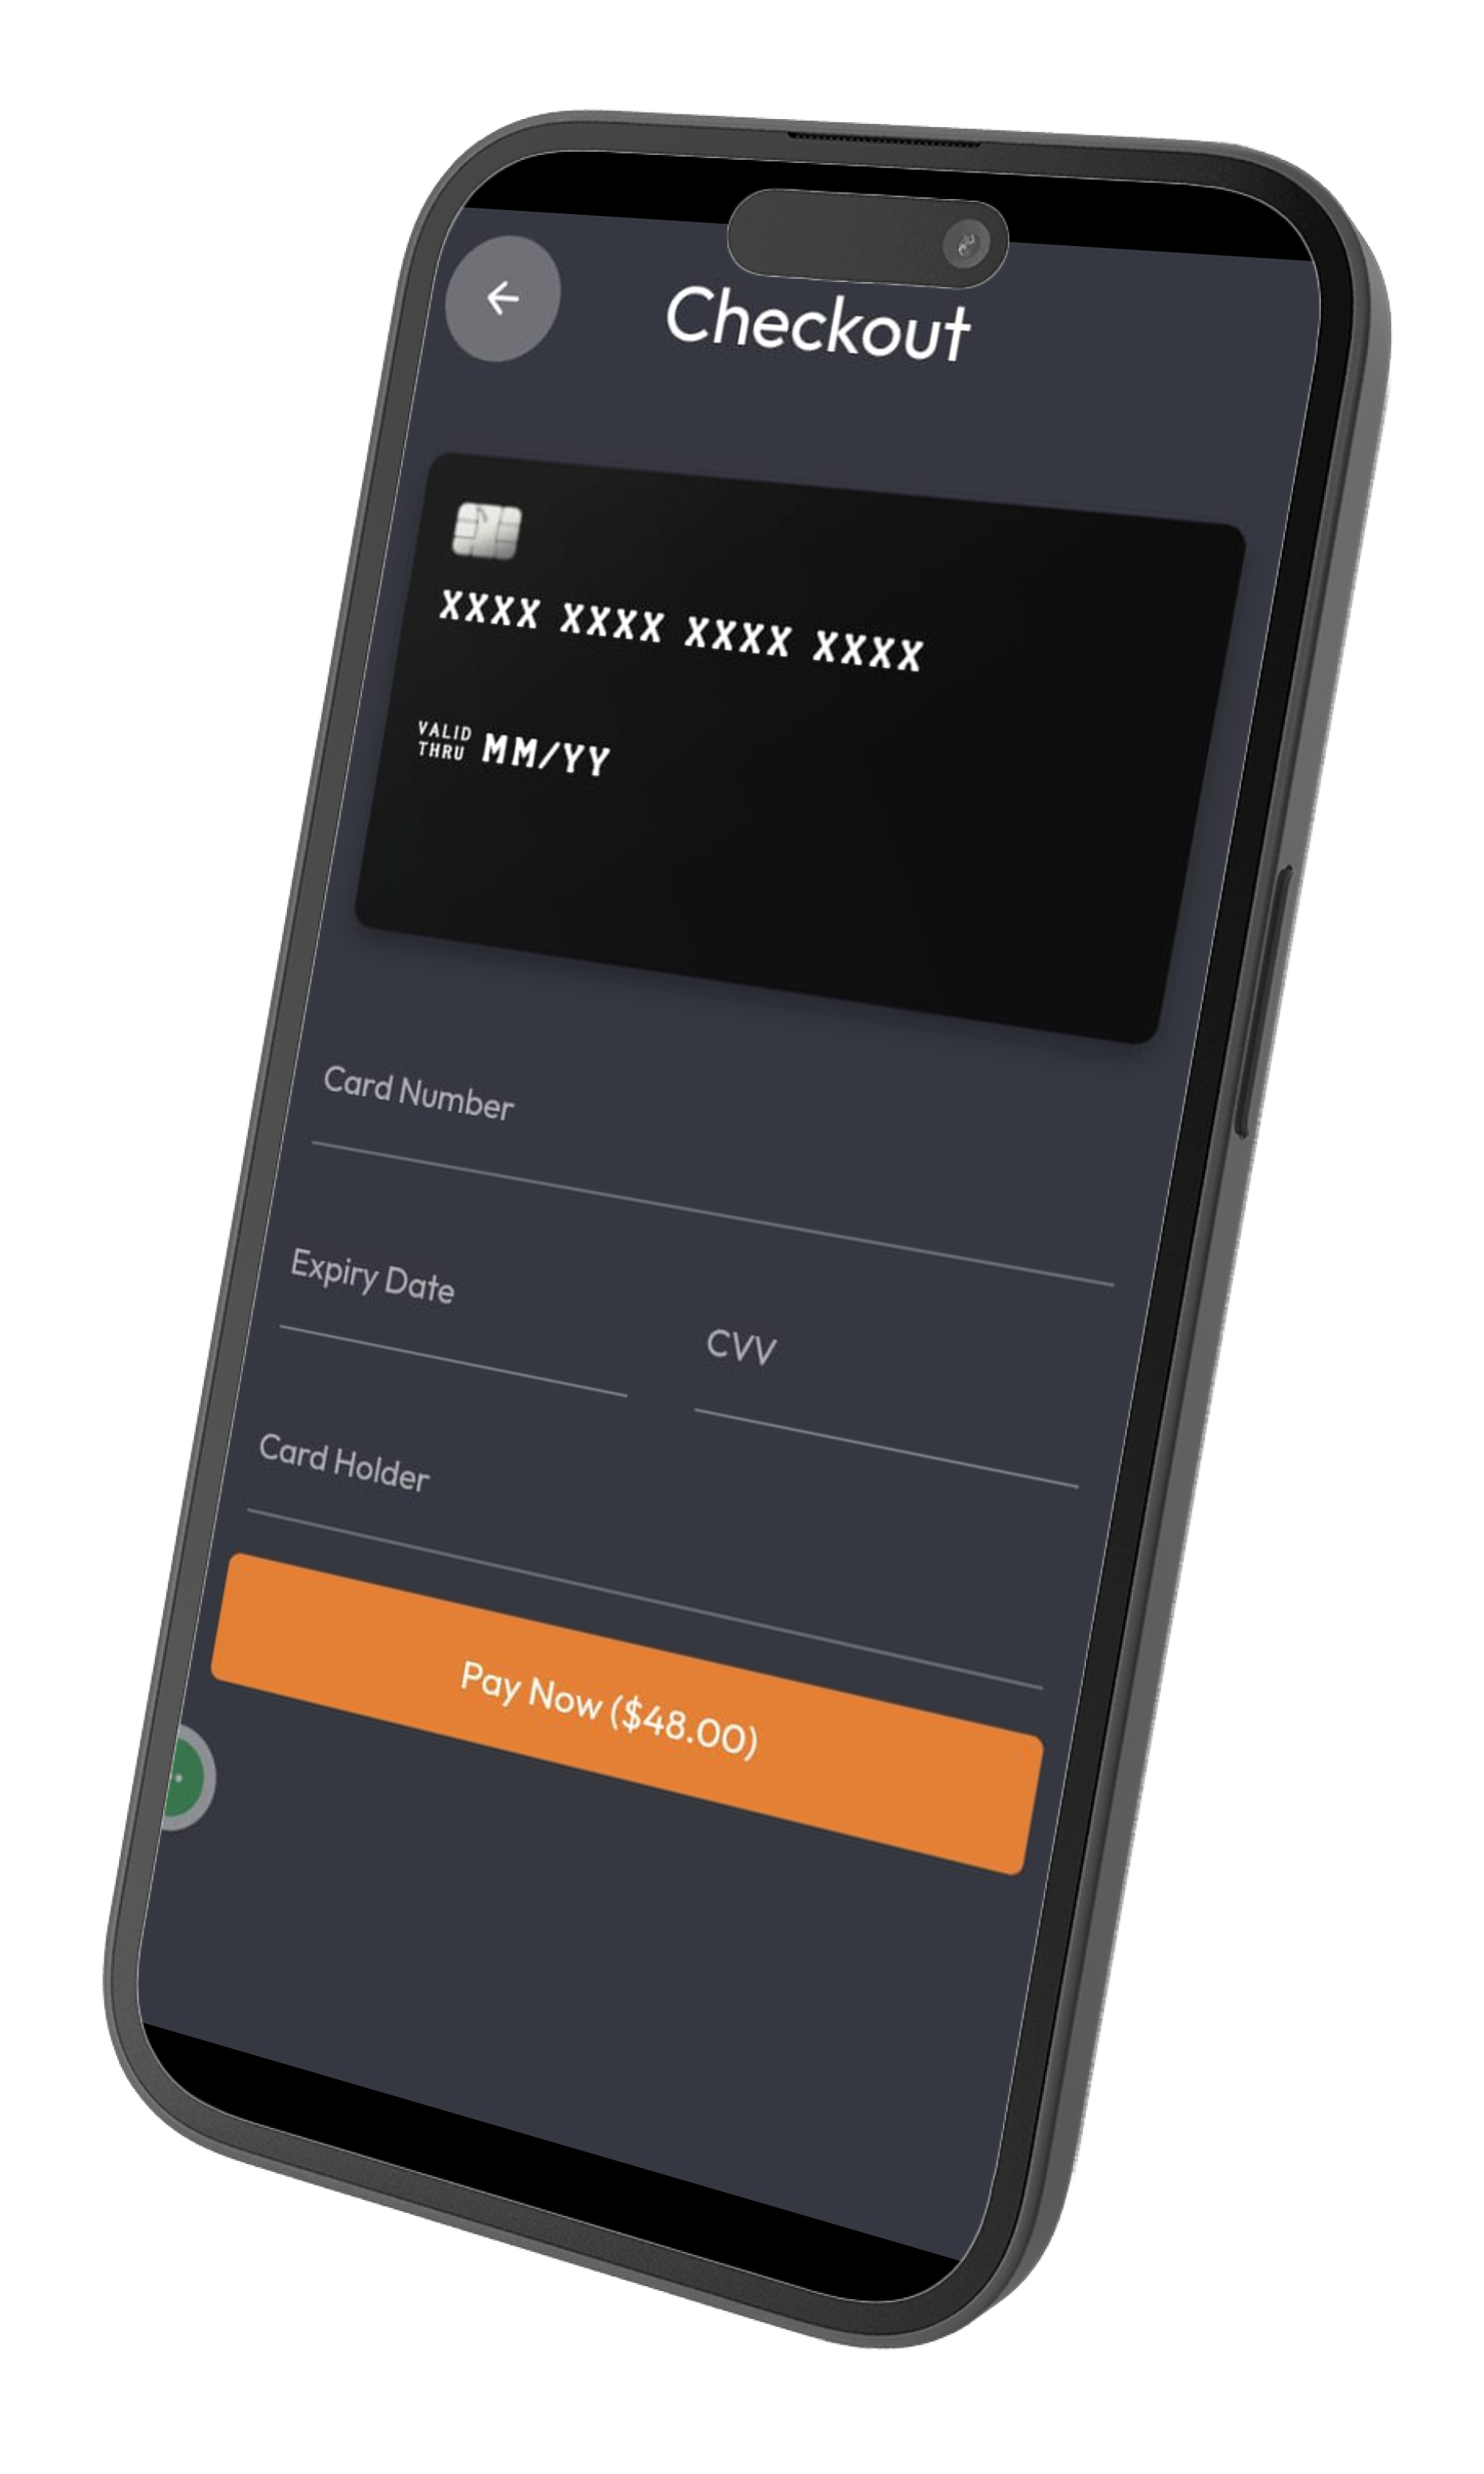 Checkout
XXXX XXXX XXXX XXXX
VALID
THRU MM/YY
Card Number
Expiry Date
CVV
Card Holder
Pay Now ($48.00)